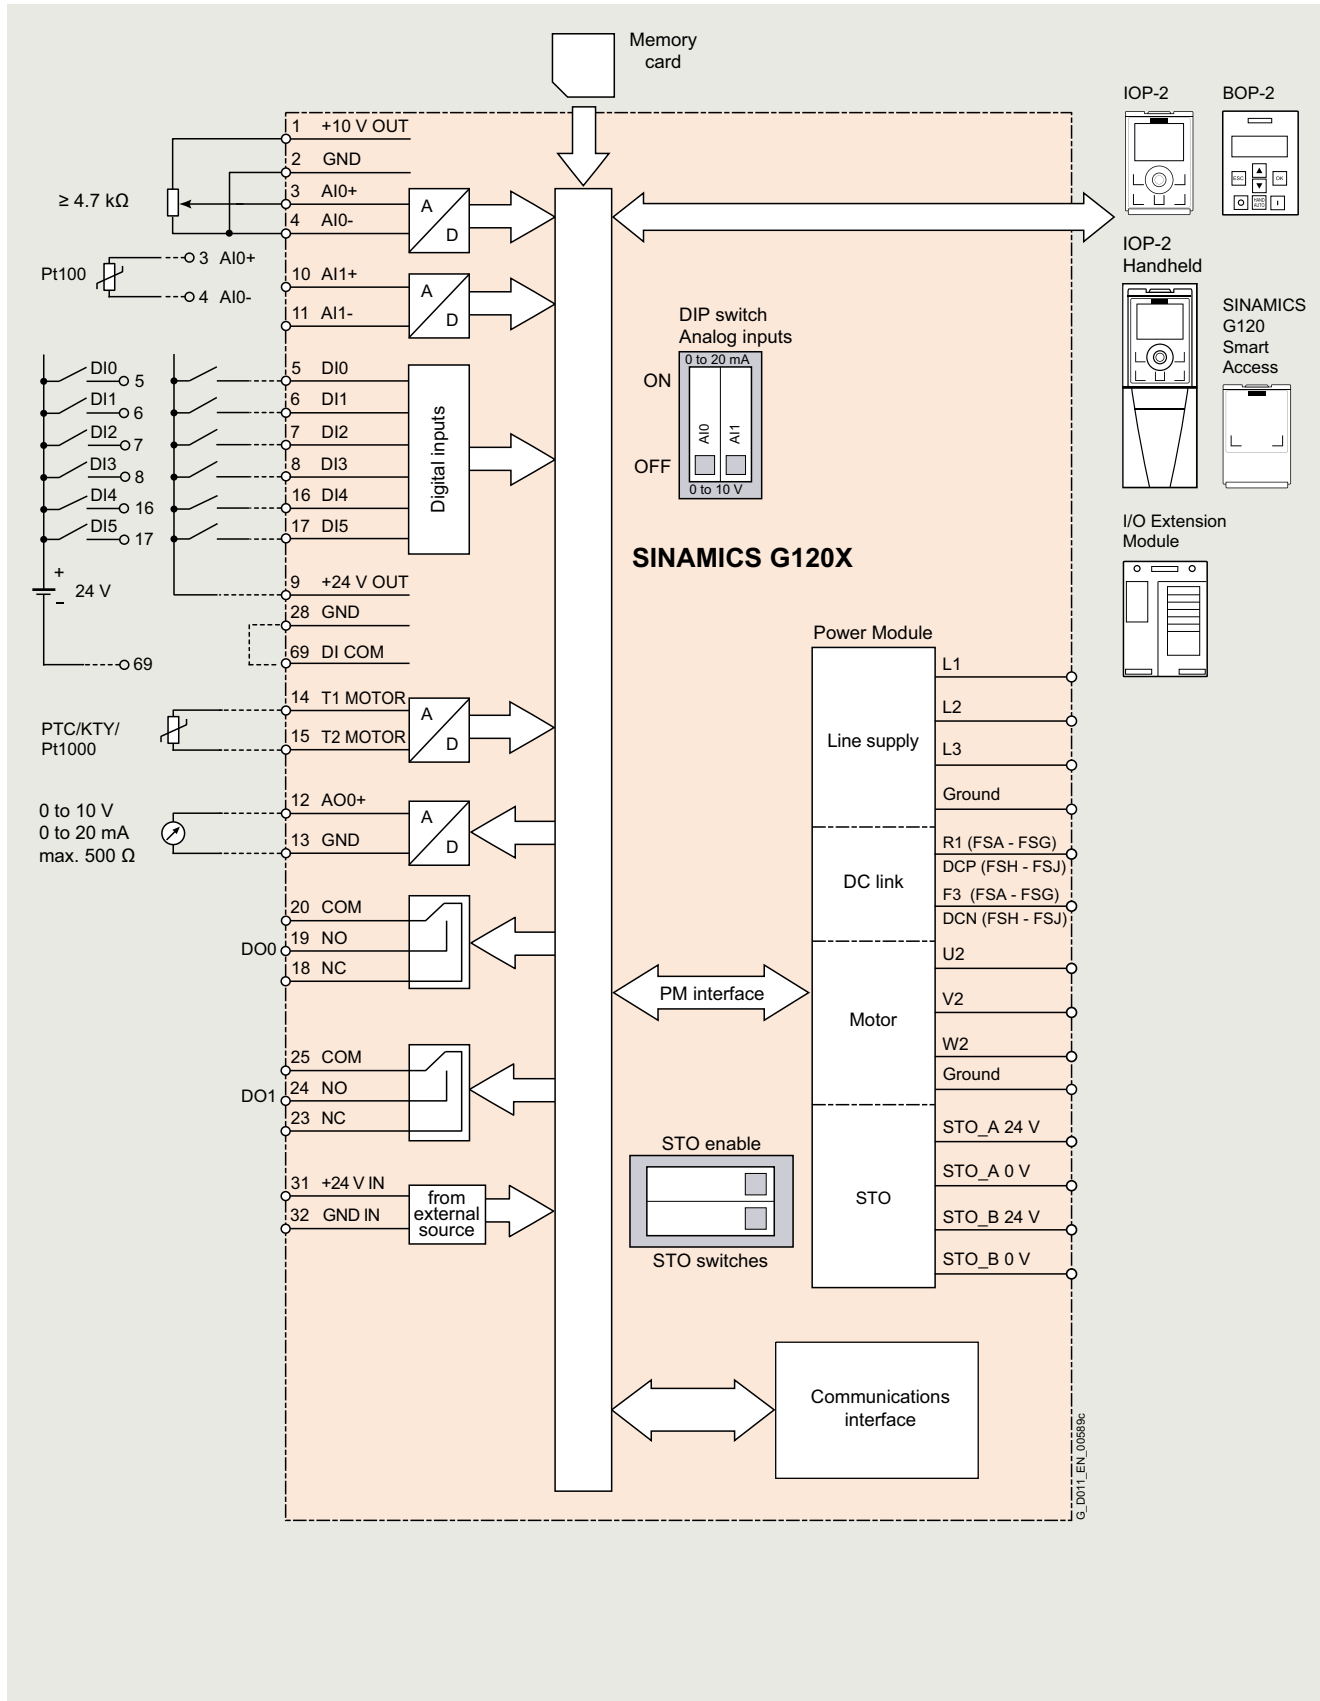 Memory
card
IOP-2
BOP-2
ESC
OK
HAND
AUTO
IOP-2
Handheld
SINAMICS
G120
Smart
Access
I/O Extension
Module
1 +10 V OUT
2 GND
3 AI0+
4 AI0-
≥ 4.7 kΩ
A
D
Pt100
3 AI0+
4 AI0-
10 AI1+
11 AI1-
A
D
DI0
5
DI1
6
DI2
7
DI3
8
DI4
16
DI5
17
+
24 V
–
69
5 DI0
6 DI1
7 DI2
8 DI3
16 DI4
17 DI5
Digital inputs
9 +24 V OUT
28 GND
69 DI COM
14 T1 MOTOR
15 T2 MOTOR
PTC/KTY/
Pt1000
A
D
0 to 10 V
0 to 20 mA
max. 500 Ω
12 AO0+
13 GND
A
D
20 COM
DO0
19 NO
18 NC
25 COM
DO1
24 NO
23 NC
31 +24 V IN
32 GND IN
from
external
source
DIP switch
Analog inputs
0 to 20 mA
ON
AI0
AI1
OFF
0 to 10 V
SINAMICS G120X
Power Module
Line supply
L1
L2
L3
Ground
DC link
R1 (FSA - FSG)
DCP (FSH - FSJ)
F3 (FSA - FSG)
DCN (FSH - FSJ)
PM interface
Motor
U2
V2
W2
Ground
STO
STO_A 24 V
STO_A 0 V
STO_B 24 V
STO_B 0 V
STO enable
STO switches
Communications
interface
G_D011_EN_00589c